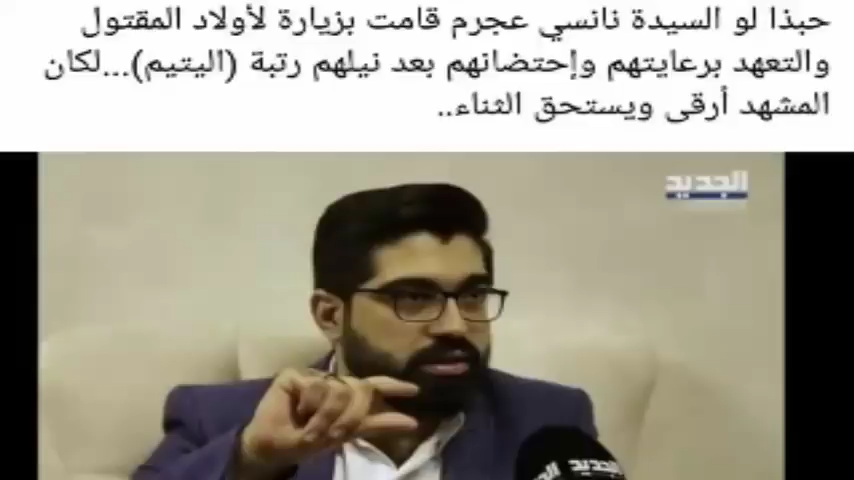 حبذا لو السيدة نانسي عجرم قامت بزيارة لأولاد المقتول
والتعهد برعايتهم وإحتضانهم بعد نيلهم رتبة (اليتيم)...لكان
المشهد أرقى ويستحق الثناء..
الجديد
الجديد